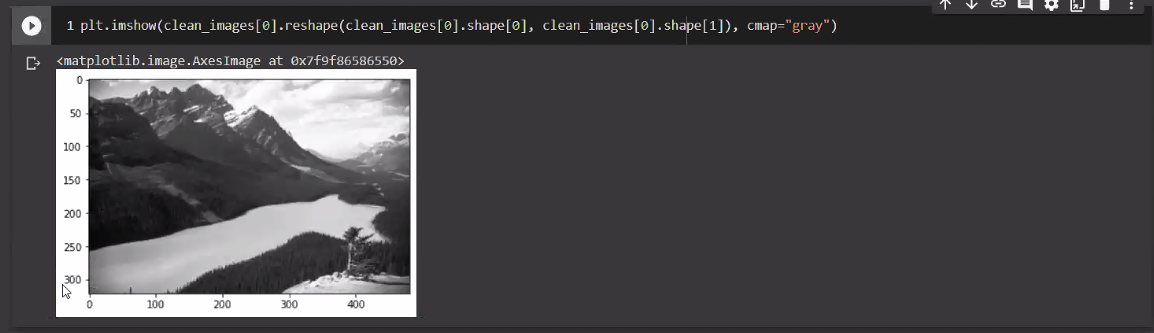 1 plt.imshow(clean_images[0].reshape(clean_images[0].shape[0], clean_images[0].shape[1]), cmap="gray")
<matplotlib.image.AxesImage at 0x7f9f86586550>
0
50
100
150
200
250
300
0 100 200 300 400